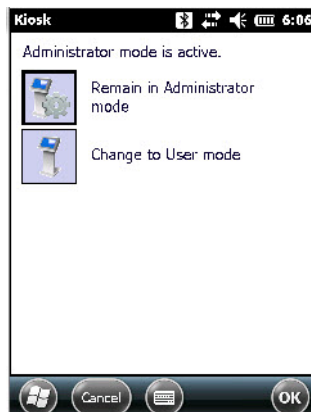 Kiosk 6:06
Administrator mode is active.
Remain in Administrator
mode
Change to User mode
Cancel OK